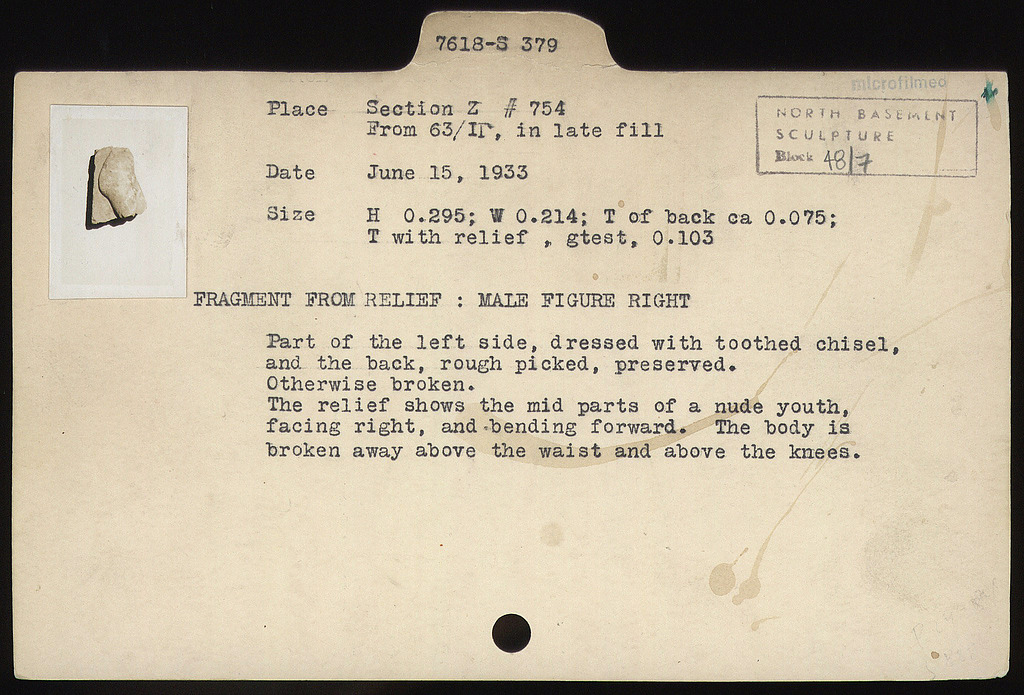 7618-S 379
microfilmed
NORTH BASEMENT
SCULPTURE
Block 48/7
Place Section Ζ # 754
From 63/ΙΓ, in late fill
Date June 15, 1933
Size H 0.295; W 0.214; T of back ca 0.075;
T with relief , gtest, 0.103
FRAGMENT FROM RELIEF : MALE FIGURE RIGHT
Part of the left side, dressed with toothed chisel,
and the back, rough picked, preserved.
Otherwise broken.
The relief shows the mid parts of a nude youth,
facing right, and bending forward. The body is
broken away above the waist and above the knees.